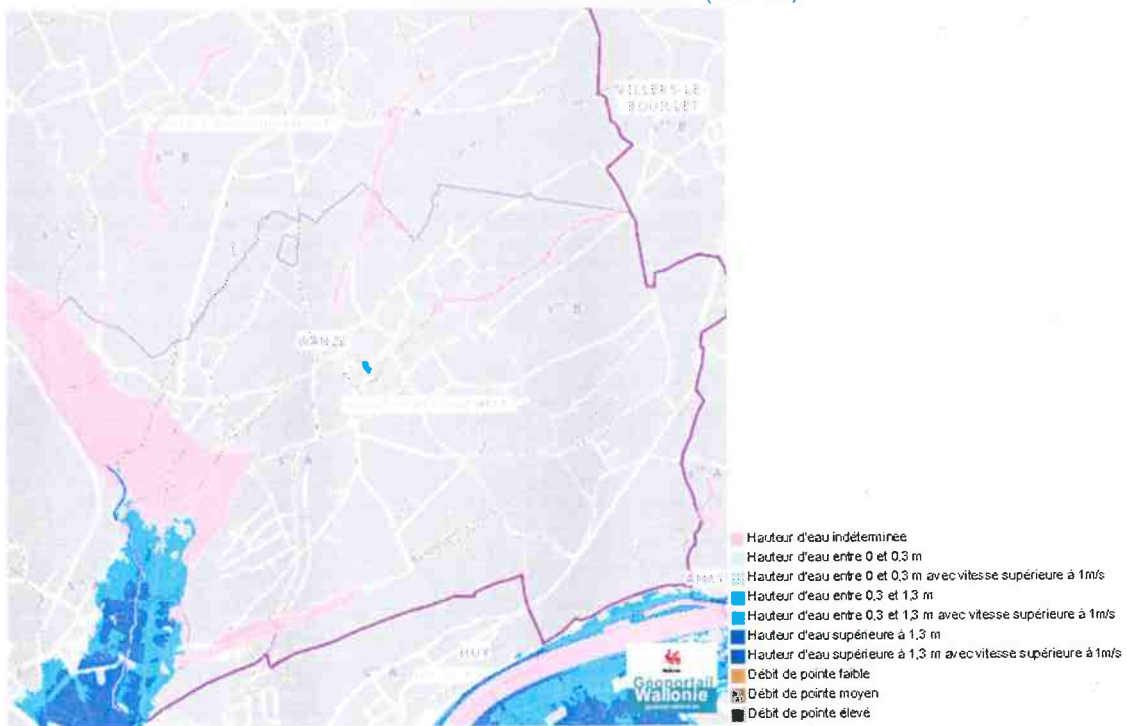 VILLERS-LE-
BOUILLET
WANZE
AMAY
HUY
Géoportail
Wallonie
Hauteur d'eau indéterminée
Hauteur d'eau entre 0 et 0,3 m
Hauteur d'eau entre 0 et 0,3 m avec vitesse supérieure à 1m/s
Hauteur d'eau entre 0,3 et 1,3 m
Hauteur d'eau entre 0,3 et 1,3 m avec vitesse supérieure à 1m/s
Hauteur d'eau supérieure à 1,3 m
Hauteur d'eau supérieure à 1,3 m avec vitesse supérieure à 1m/s
Débit de pointe faible
Débit de pointe moyen
Débit de pointe élevé